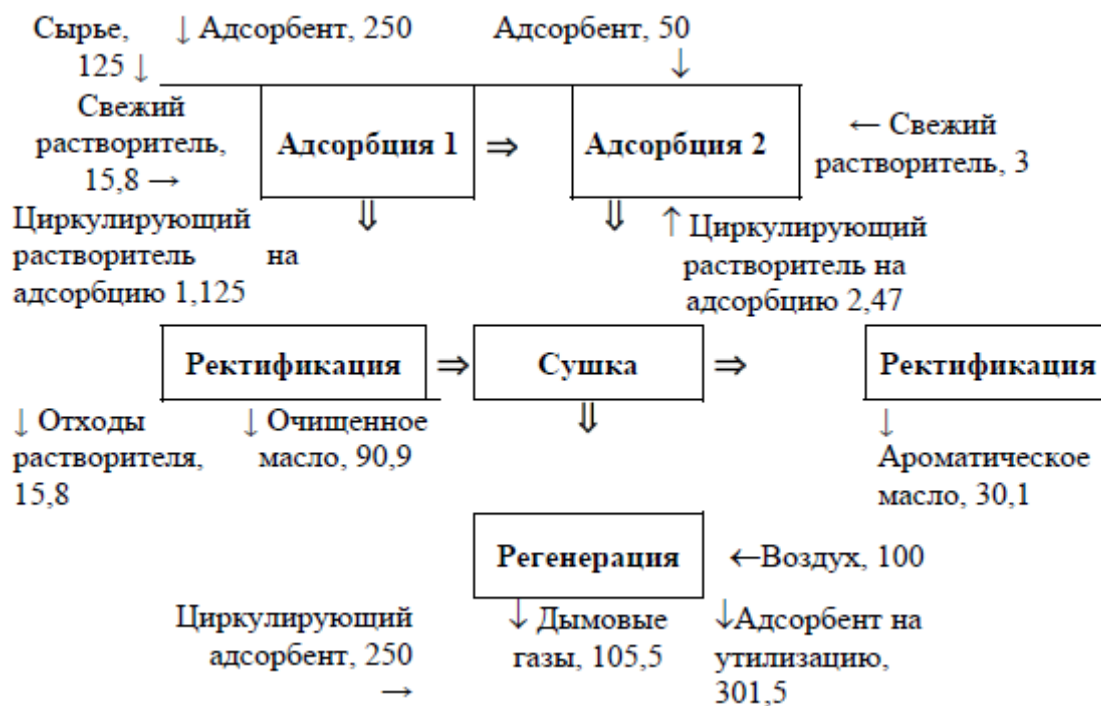 Сырье, ↓ Адсорбент, 250 Адсорбент, 50
125 ↓ ↓
Свежий
растворитель,
15,8 →
Адсорбция 1 ⇒ Адсорбция 2
← Свежий
растворитель, 3
⇓ ⇓
Циркулирующий
растворитель на
адсорбцию 1,125
↑ Циркулирующий
растворитель на
адсорбцию 2,47
Ректификация ⇒ Сушка ⇒ Ректификация
↓ Отходы
растворителя,
15,8
↓ Очищенное
масло, 90,9
⇓
↓
Ароматическое
масло, 30,1
Регенерация ←Воздух, 100
Циркулирующий
адсорбент, 250
→
↓ Дымовые
газы, 105,5
↓Адсорбент на
утилизацию,
301,5